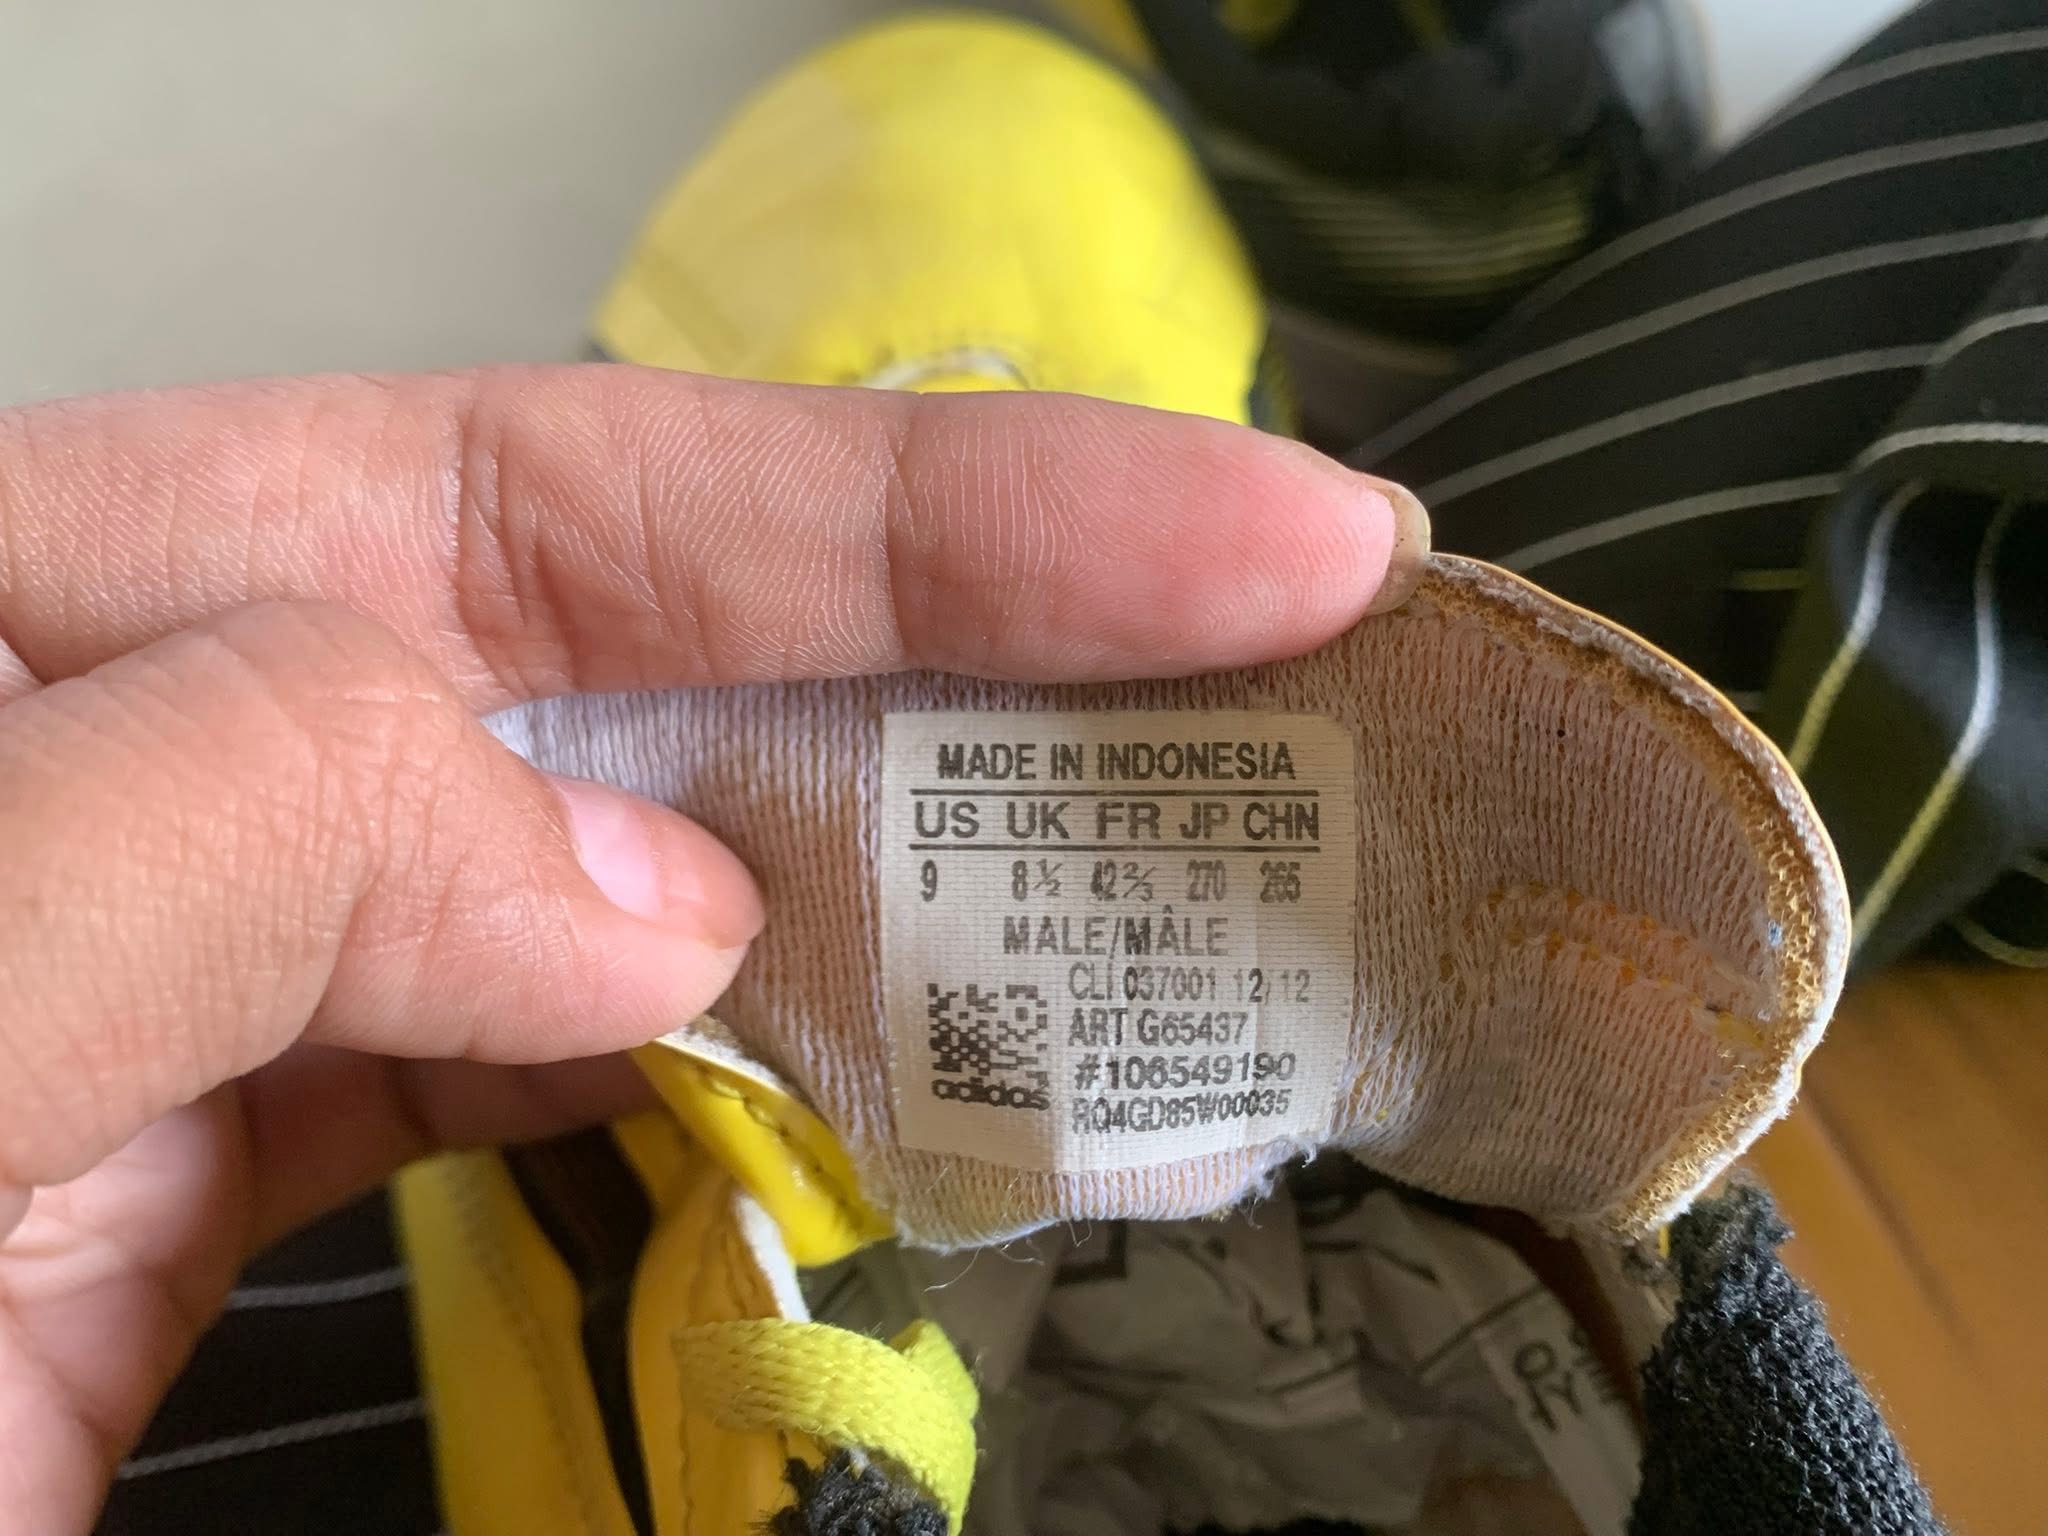 MADE IN INDONESIA
US UK FR JP CHN
9 8½ 42⅔ 270 265
MALE/MÂLE
CLI 037001 12/12
ART G65437
#106549190
adidas
RQ4GD85W00035